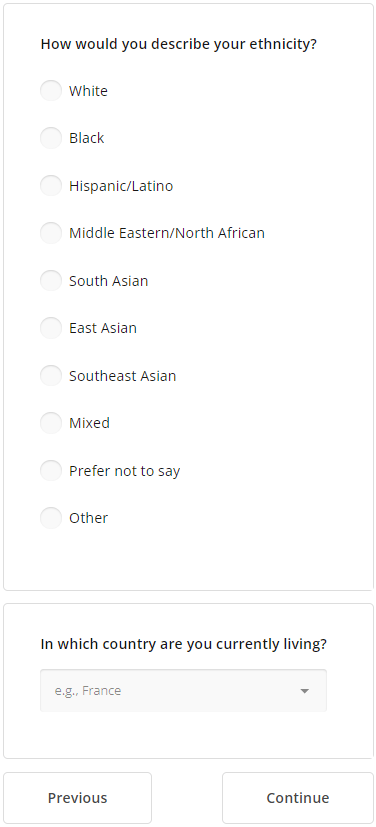 How would you describe your ethnicity?
White
Black
Hispanic/Latino
Middle Eastern/North African
South Asian
East Asian
Southeast Asian
Mixed
Prefer not to say
Other
In which country are you currently living?
e.g., France
Previous
Continue